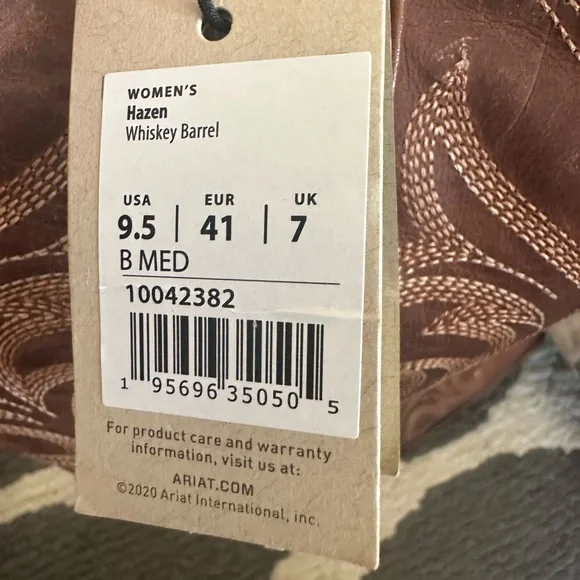 WOMEN'S
Hazen
Whiskey Barrel
USA EUR UK
9.5 | 41 | 7
B MED
10042382
1 95696 35050 5
For product care and warranty
information, visit us at:
ARIAT.COM
©2020 Ariat International, inc.